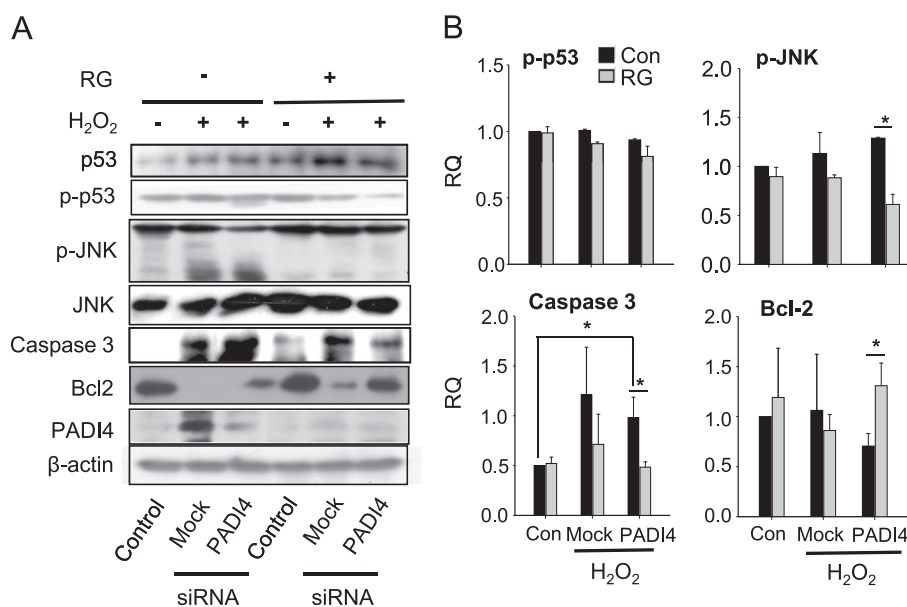 A
RG - +
H2O2 - + + - + +
p53
p-p53
p-JNK
JNK
Caspase 3
Bcl2
PADI4
β-actin
Control Mock PADI4 Control Mock PADI4
siRNA siRNA
B
p-p53
Con
RG
RQ
1.5
1.0
0.5
0.0
p-JNK
2.0
1.5
1.0
0.5
0.0
*
Caspase 3
RQ
2.0
1.5
1.0
0.5
0.0
*
*
Con Mock PADI4
H2O2
Bcl-2
2.0
1.5
1.0
0.5
0.0
*
Con Mock PADI4
H2O2